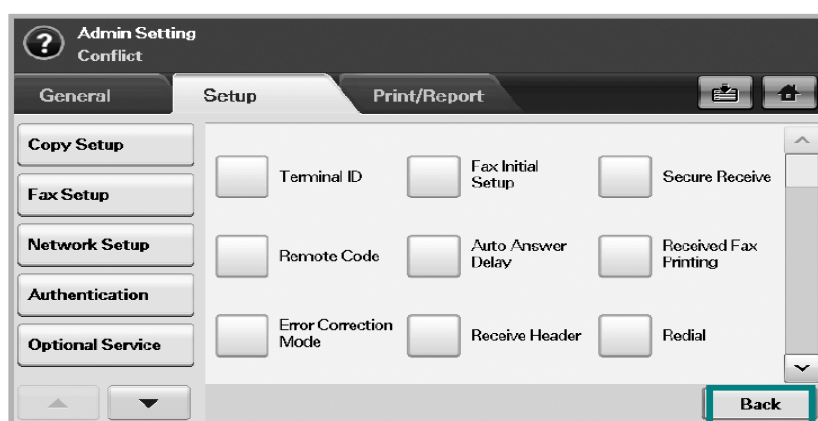 Admin Setting
Conflict
General
Setup
Print/Report
Copy Setup
Fax Setup
Network Setup
Authentication
Optional Service
Terminal ID
Fax Initial
Setup
Secure Receive
Remote Code
Auto Answer
Delay
Received Fax
Printing
Error Correction
Mode
Receive Header
Redial
Back